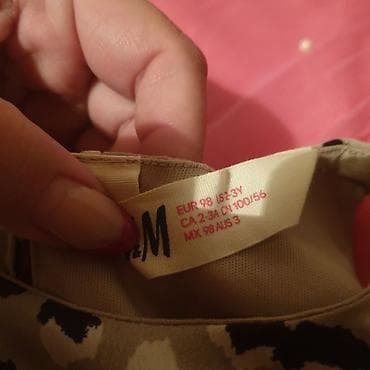 &M
EUR 98 US 2-3Y
CA 2-3A CN 100/56
MX 98 AUS 3